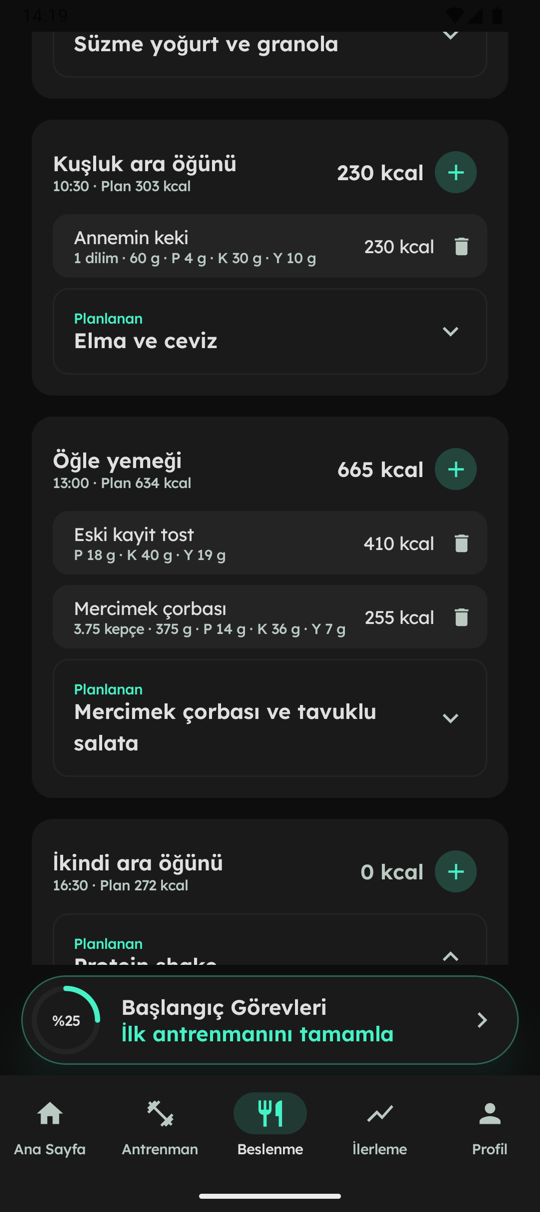 14:19
Süzme yoğurt ve granola
Kuşluk ara öğünü
10:30 · Plan 303 kcal
230 kcal
Annemin keki
1 dilim · 60 g · P 4 g · K 30 g · Y 10 g
230 kcal
Planlanan
Elma ve ceviz
Öğle yemeği
13:00 · Plan 634 kcal
665 kcal
Eski kayit tost
P 18 g · K 40 g · Y 19 g
410 kcal
Mercimek çorbası
3.75 kepçe · 375 g · P 14 g · K 36 g · Y 7 g
255 kcal
Planlanan
Mercimek çorbası ve tavuklu
salata
İkindi ara öğünü
16:30 · Plan 272 kcal
0 kcal
Planlanan
Protein shake
%25
Başlangıç Görevleri
İlk antrenmanını tamamla
Ana Sayfa
Antrenman
Beslenme
İlerleme
Profil